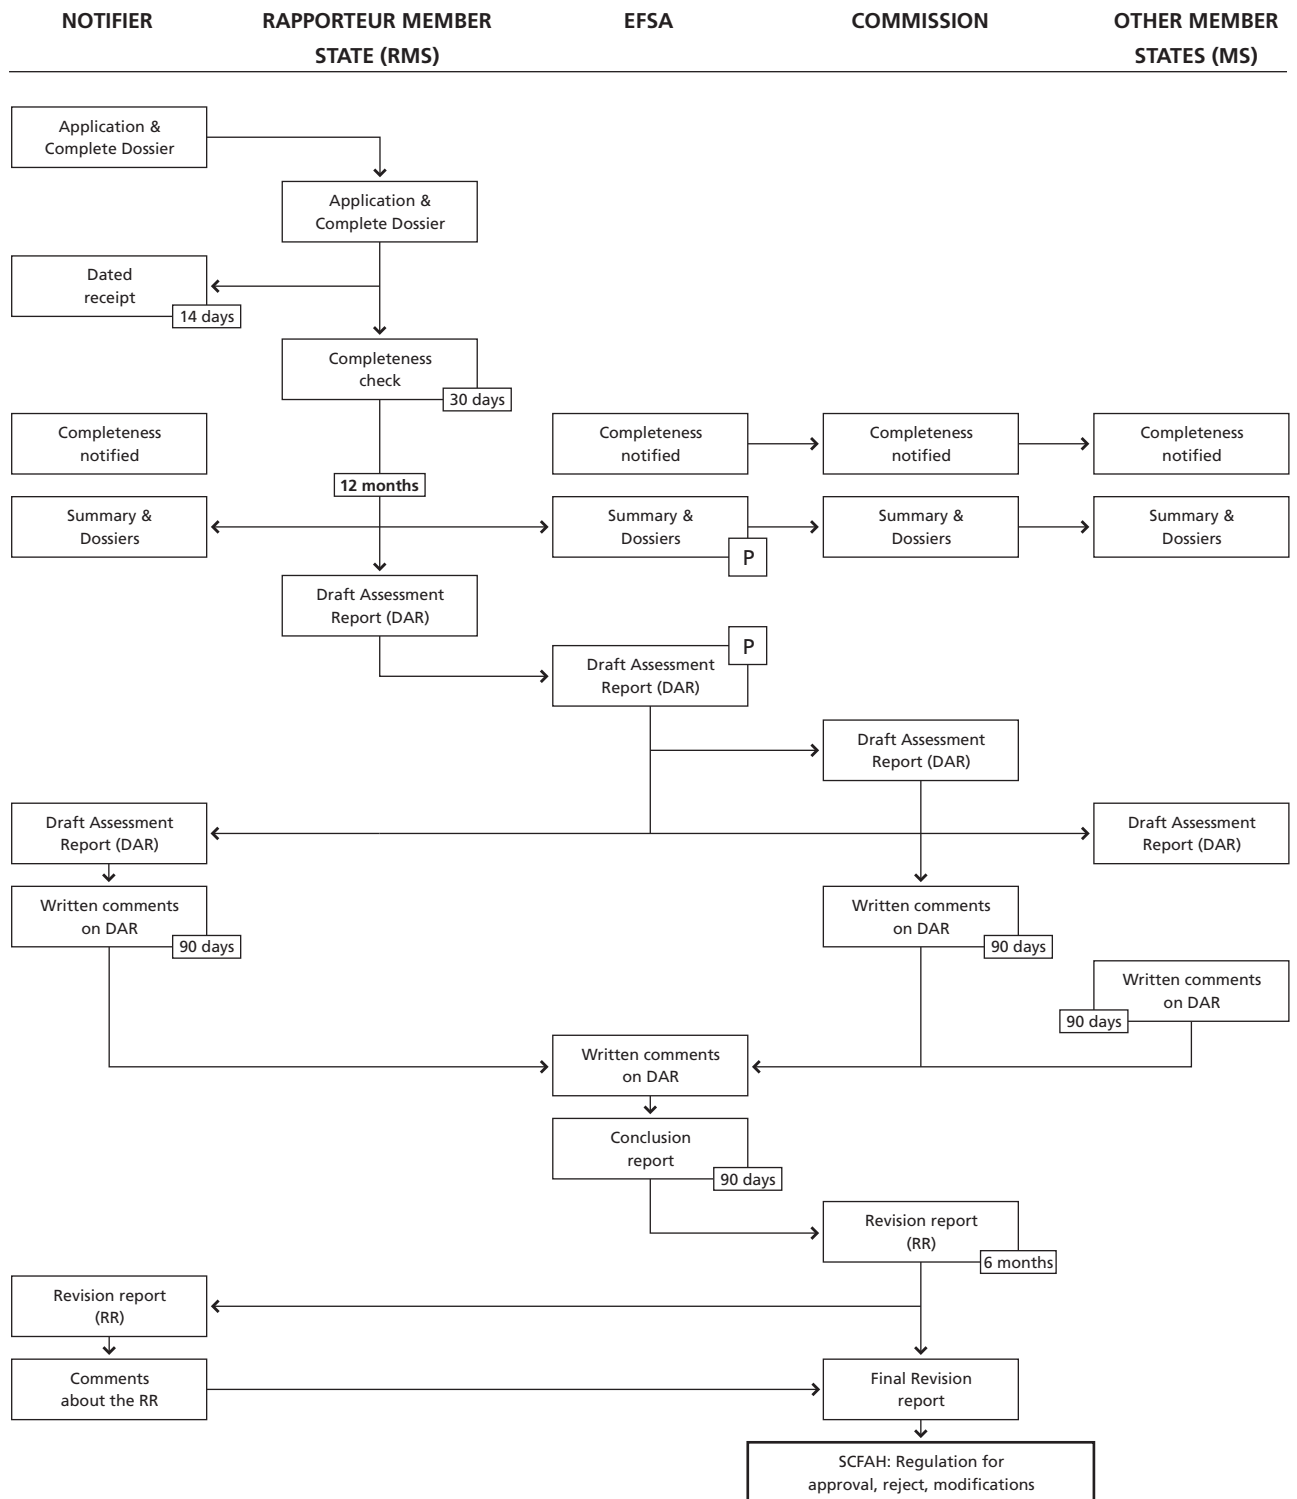 NOTIFIER
RAPPORTEUR MEMBER
STATE (RMS)
EFSA
COMMISSION
OTHER MEMBER
STATES (MS)
Application &
Complete Dossier
Application &
Complete Dossier
Dated
receipt
14 days
Completeness
check
30 days
Completeness
notified
Completeness
notified
Completeness
notified
Completeness
notified
12 months
Summary &
Dossiers
Summary &
Dossiers
P
Summary &
Dossiers
Summary &
Dossiers
Draft Assessment
Report (DAR)
P
Draft Assessment
Report (DAR)
Draft Assessment
Report (DAR)
Draft Assessment
Report (DAR)
Draft Assessment
Report (DAR)
Written comments
on DAR
90 days
Written comments
on DAR
90 days
Written comments
on DAR
90 days
Written comments
on DAR
Conclusion
report
90 days
Revision report
(RR)
6 months
Revision report
(RR)
Comments
about the RR
Final Revision
report
SCFAH: Regulation for
approval, reject, modifications